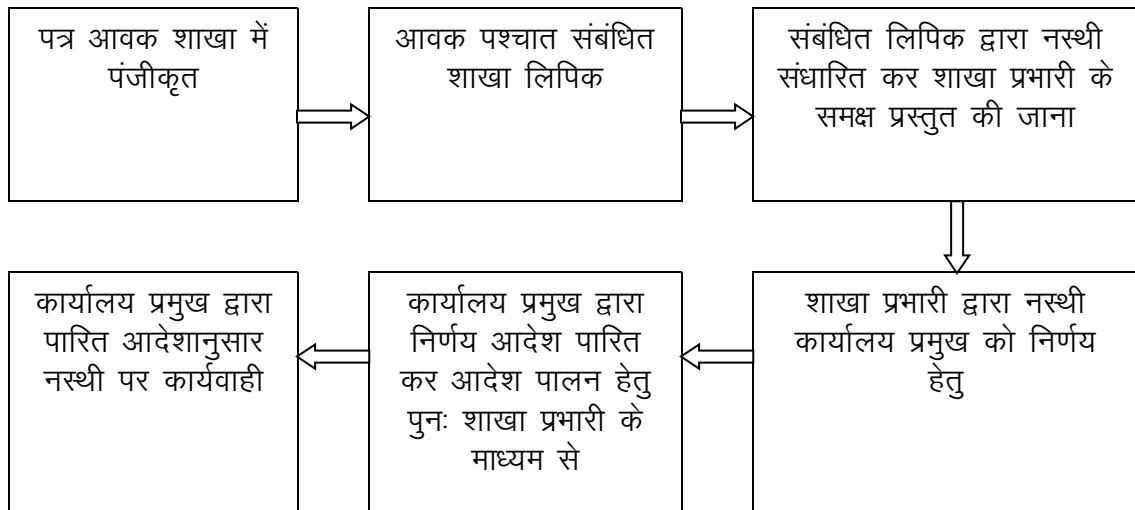 पत्र आवक शाखा में
पंजीकृत
आवक पश्चात संबंधित
शाखा लिपिक
संबंधित लिपिक द्वारा नस्थी
संधारित कर शाखा प्रभारी के
समक्ष प्रस्तुत की जाना
शाखा प्रभारी द्वारा नस्थी
कार्यालय प्रमुख को निर्णय
हेतु
कार्यालय प्रमुख द्वारा
निर्णय आदेश पारित
कर आदेश पालन हेतु
पुनः शाखा प्रभारी के
माध्यम से
कार्यालय प्रमुख द्वारा
पारित आदेशानुसार
नस्थी पर कार्यवाही